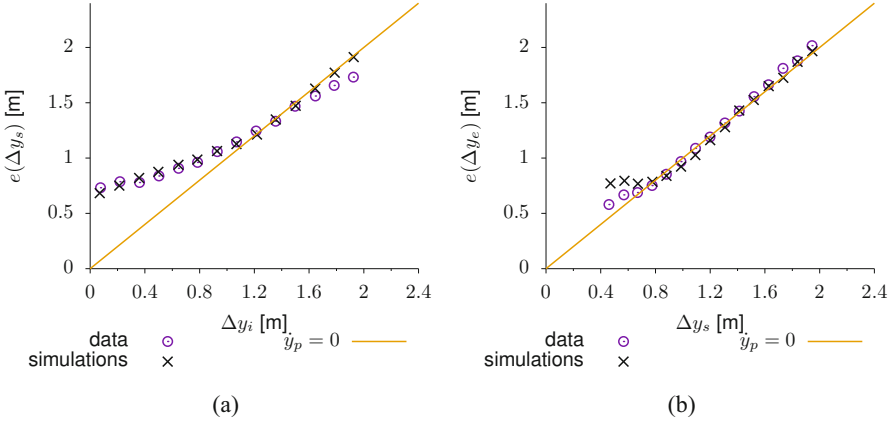 2
1.5
1
0.5
0
e(Δy_s) [m]
0 0.4 0.8 1.2 1.6 2 2.4
Δy_i [m]
data
simulations
ẏ_p = 0
(a)
2
1.5
1
0.5
0
e(Δy_e) [m]
0 0.4 0.8 1.2 1.6 2 2.4
Δy_s [m]
data
simulations
ẏ_p = 0
(b)